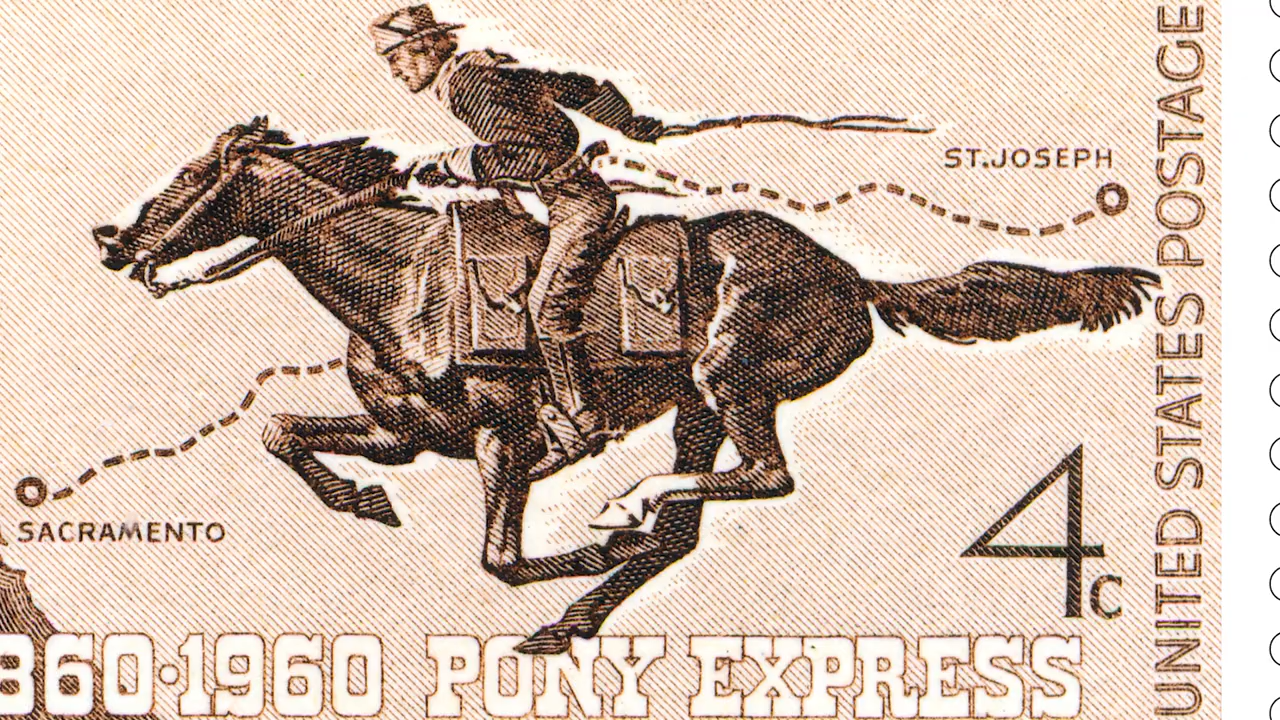 ST.JOSEPH
SACRAMENTO
4c
860·1960 PONY EXPRESS
UNITED STATES POSTAGE